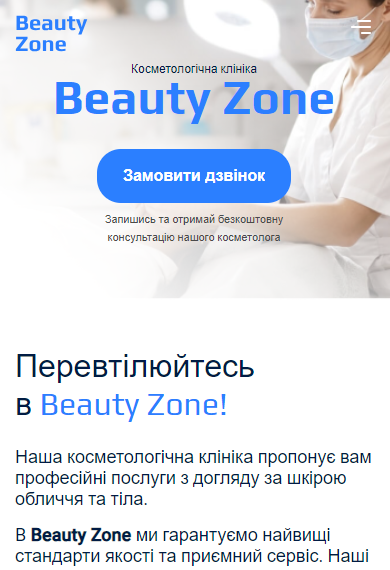 Beauty
Zone
Косметологічна клініка
Beauty Zone
Замовити дзвінок
Запишись та отримай безкоштовну
консультацію нашого косметолога
Перевтілюйтесь
в Beauty Zone!
Наша косметологічна клініка пропонує вам
професійні послуги з догляду за шкірою
обличчя та тіла.
В Beauty Zone ми гарантуємо найвищі
стандарти якості та приємний сервіс. Наші